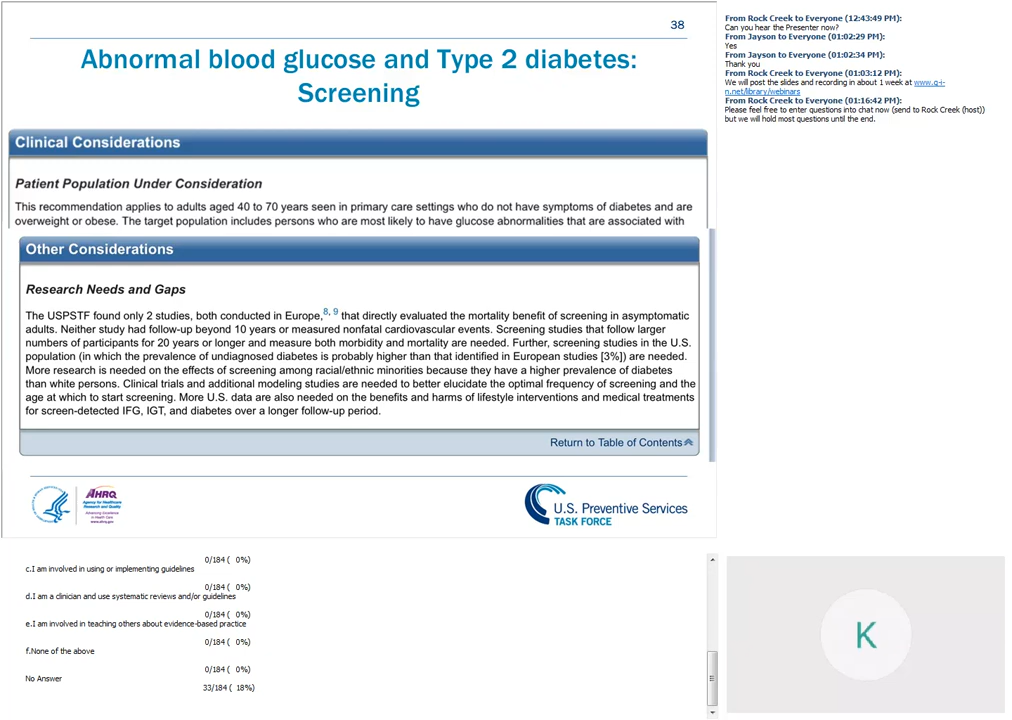 38
Abnormal blood glucose and Type 2 diabetes:
Screening
Clinical Considerations
Patient Population Under Consideration
This recommendation applies to adults aged 40 to 70 years seen in primary care settings who do not have symptoms of diabetes and are
overweight or obese. The target population includes persons who are most likely to have glucose abnormalities that are associated with
Other Considerations
Research Needs and Gaps
The USPSTF found only 2 studies, both conducted in Europe,8, 9 that directly evaluated the mortality benefit of screening in asymptomatic
adults. Neither study had follow-up beyond 10 years or measured nonfatal cardiovascular events. Screening studies that follow larger
numbers of participants for 20 years or longer and measure both morbidity and mortality are needed. Further, screening studies in the U.S.
population (in which the prevalence of undiagnosed diabetes is probably higher than that identified in European studies [3%]) are needed.
More research is needed on the effects of screening among racial/ethnic minorities because they have a higher prevalence of diabetes
than white persons. Clinical trials and additional modeling studies are needed to better elucidate the optimal frequency of screening and the
age at which to start screening. More U.S. data are also needed on the benefits and harms of lifestyle interventions and medical treatments
for screen-detected IFG, IGT, and diabetes over a longer follow-up period.
Return to Table of Contents
AHRQ
Agency for Healthcare
Research and Quality
Advancing Excellence
in Health Care
www.ahrq.gov
U.S. Preventive Services
TASK FORCE
From Rock Creek to Everyone (12:43:49 PM):
Can you hear the Presenter now?
From Jayson to Everyone (01:02:29 PM):
Yes
From Jayson to Everyone (01:02:34 PM):
Thank you
From Rock Creek to Everyone (01:03:12 PM):
We will post the slides and recording in about 1 week at www.g-i-
n.net/library/webinars
From Rock Creek to Everyone (01:16:42 PM):
Please feel free to enter questions into chat now (send to Rock Creek (host))
but we will hold most questions until the end.
0/184 ( 0%)
c.I am involved in using or implementing guidelines
0/184 ( 0%)
d.I am a clinician and use systematic reviews and/or guidelines
0/184 ( 0%)
e.I am involved in teaching others about evidence-based practice
0/184 ( 0%)
f.None of the above
0/184 ( 0%)
No Answer
33/184 ( 18%)
K